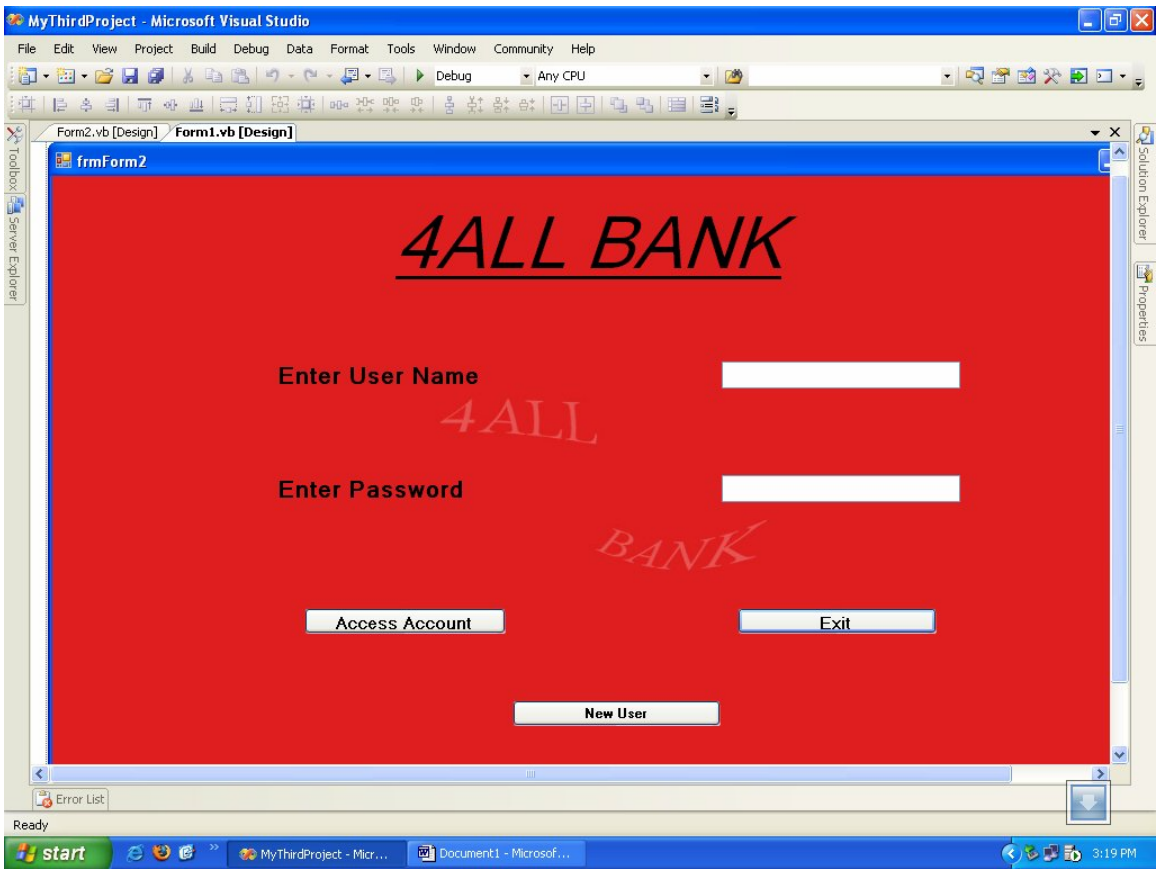 MyThirdProject - Microsoft Visual Studio
File Edit View Project Build Debug Data Format Tools Window Community Help
Debug Any CPU
Form2.vb [Design] Form1.vb [Design]
Toolbox
Server Explorer
Solution Explorer
Properties
frmForm2
4ALL BANK
Enter User Name
4ALL
Enter Password
BANK
Access Account Exit
New User
Error List
Ready
start MyThirdProject - Micr... Document1 - Microsof... 3:19 PM